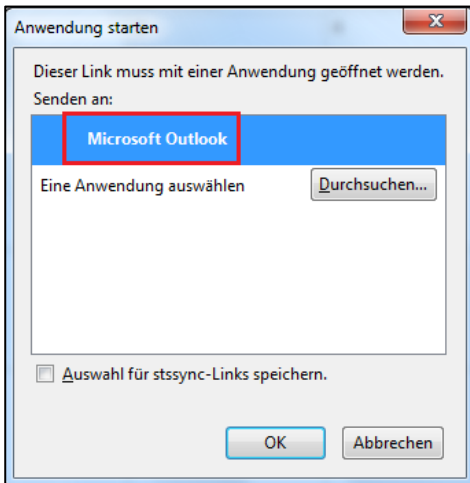 Anwendung starten
Dieser Link muss mit einer Anwendung geöffnet werden.
Senden an:
Microsoft Outlook
Eine Anwendung auswählen Durchsuchen...
Auswahl für stssync-Links speichern.
OK Abbrechen